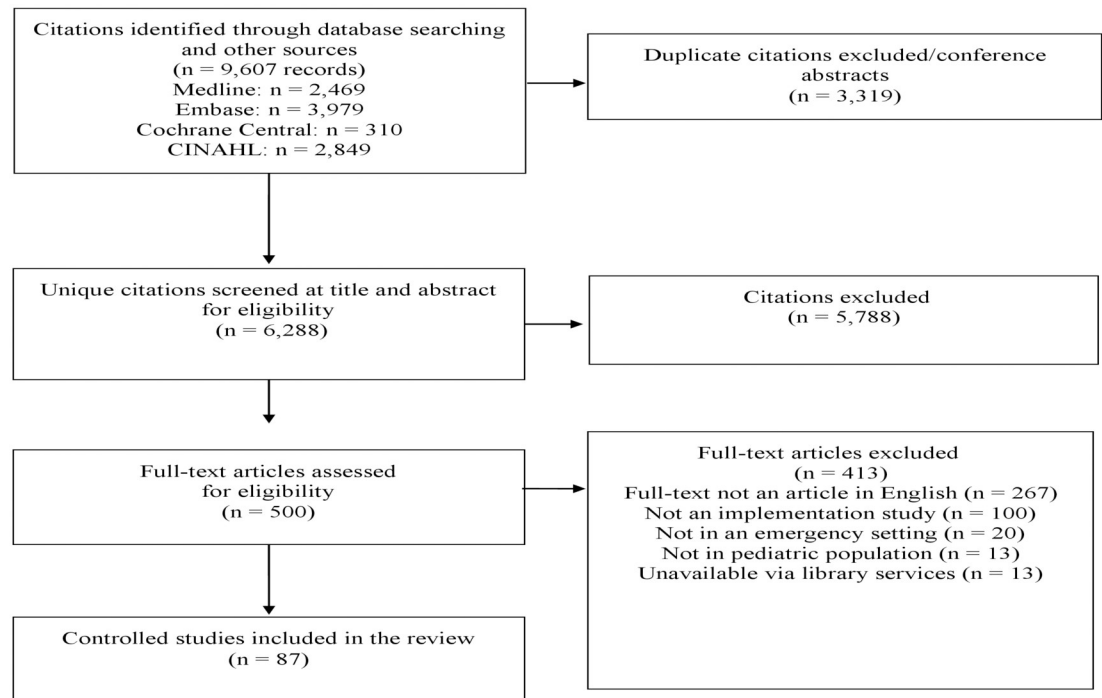 Citations identified through database searching
and other sources
(n = 9,607 records)
Medline: n = 2,469
Embase: n = 3,979
Cochrane Central: n = 310
CINAHL: n = 2,849
Duplicate citations excluded/conference
abstracts
(n = 3,319)
Unique citations screened at title and abstract
for eligibility
(n = 6,288)
Citations excluded
(n = 5,788)
Full-text articles assessed
for eligibility
(n = 500)
Full-text articles excluded
(n = 413)
Full-text not an article in English (n = 267)
Not an implementation study (n = 100)
Not in an emergency setting (n = 20)
Not in pediatric population (n = 13)
Unavailable via library services (n = 13)
Controlled studies included in the review
(n = 87)